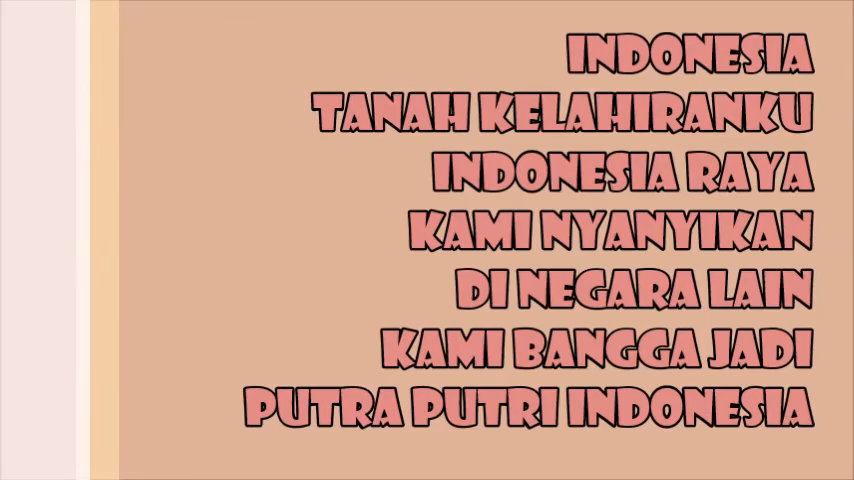 INDONESIA
TANAH KELAHIRANKU
INDONESIA RAYA
KAMI NYANYIKAN
DI NEGARA LAIN
KAMI BANGGA JADI
PUTRA PUTRI INDONESIA